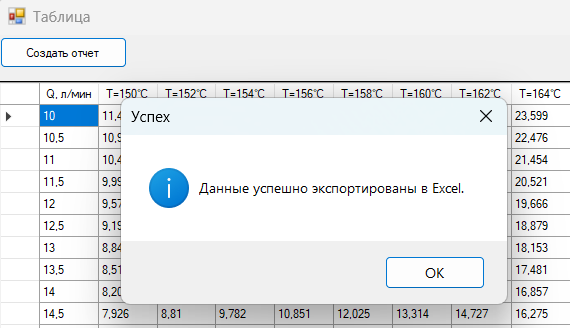 Таблица
Создать отчет
Q, л/мин T=150°C T=152°C T=154°C T=156°C T=158°C T=160°C T=162°C T=164°C
10 23,599
10,5 22,476
11 21,454
11,5 20,521
12 19,666
12,5 18,879
13 18,153
13,5 17,481
14 16,857
14,5 7,926 8,81 9,782 10,851 12,025 13,314 14,727 16,275
Успех
Данные успешно экспортированы в Excel.
OK